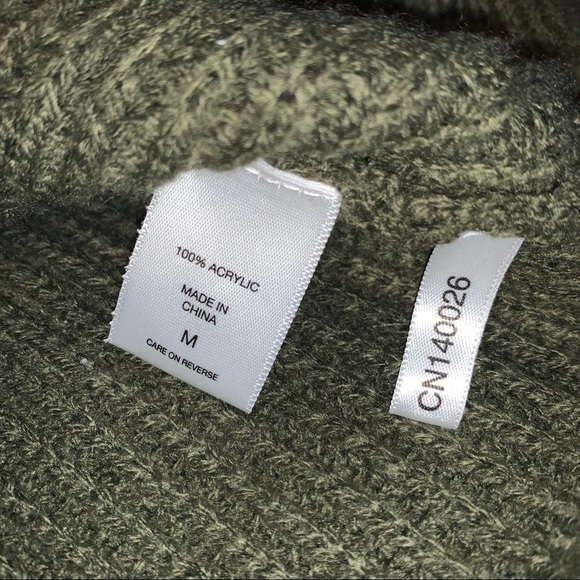 100% ACRYLIC
MADE IN
CHINA
M
CARE ON REVERSE
CN140026